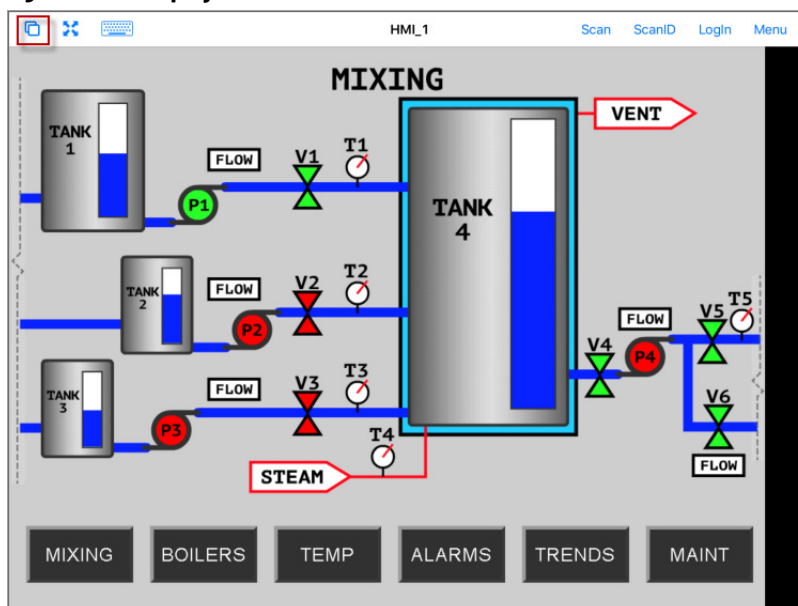 HMI_1 Scan ScanID LogIn Menu
MIXING
VENT
TANK
1
FLOW
V1
T1
P1
TANK
4
TANK
2
FLOW
V2
T2
P2
TANK
3
FLOW
V3
T3
P3
T4
STEAM
V4
FLOW
P4
V5
T5
V6
FLOW
MIXING BOILERS TEMP ALARMS TRENDS MAINT